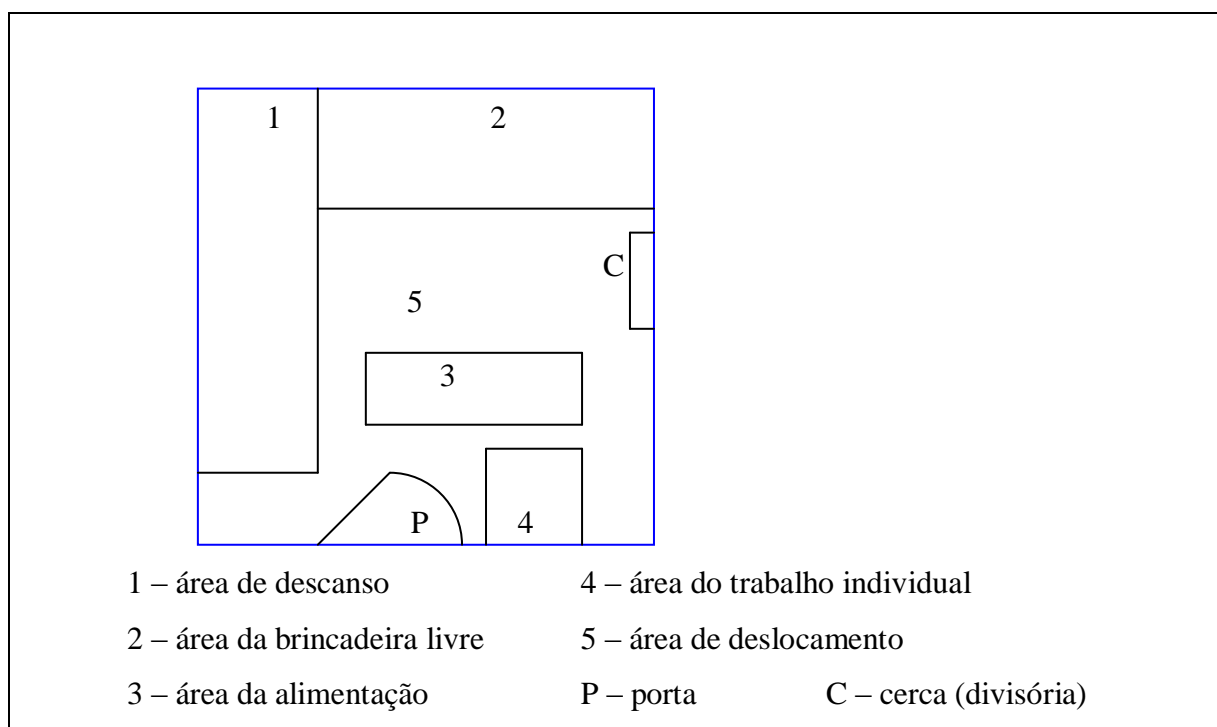 1
2
C
5
3
P
4
1 – área de descanso
4 – área do trabalho individual
2 – área da brincadeira livre
5 – área de deslocamento
3 – área da alimentação
P – porta
C – cerca (divisória)